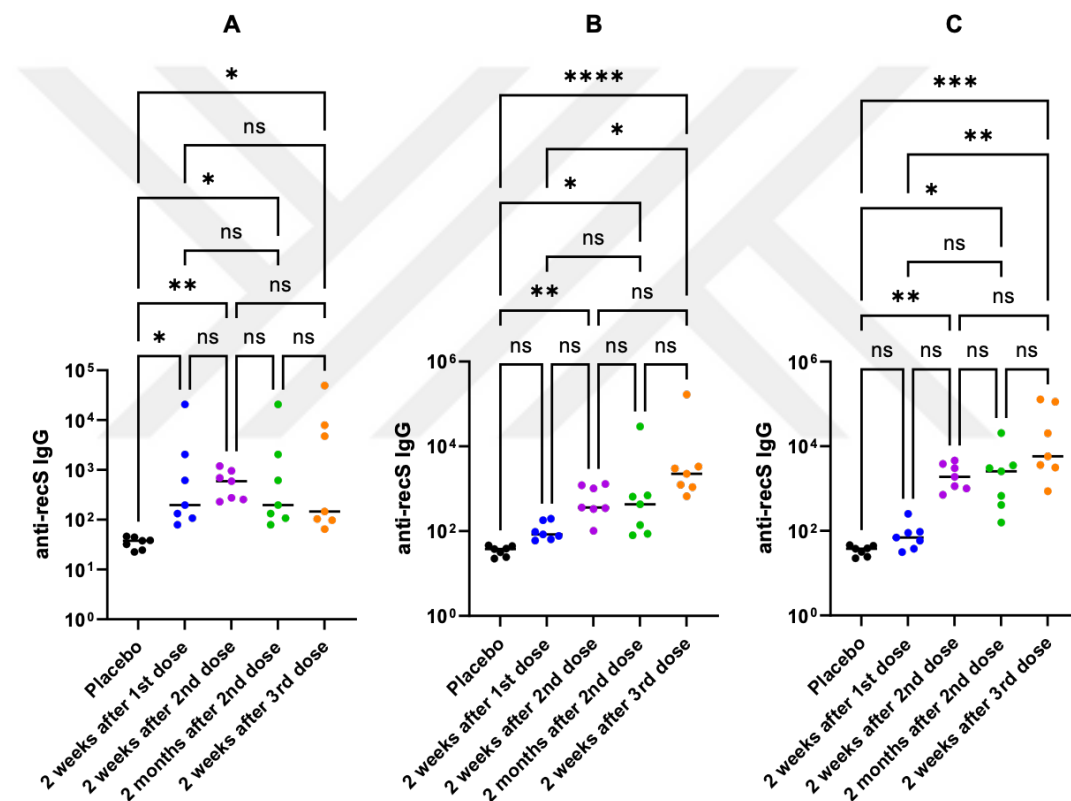 A
*
ns
*
ns
**
ns
*
ns
ns
ns
anti-recS IgG
10⁵
10⁴
10³
10²
10¹
10⁰
Placebo
2 weeks after 1st dose
2 weeks after 2nd dose
2 months after 2nd dose
2 weeks after 3rd dose
B
****
*
*
ns
**
ns
ns
ns
ns
ns
anti-recS IgG
10⁶
10⁴
10²
10⁰
Placebo
2 weeks after 1st dose
2 weeks after 2nd dose
2 months after 2nd dose
2 weeks after 3rd dose
C
***
**
*
ns
**
ns
ns
ns
ns
ns
anti-recS IgG
10⁶
10⁴
10²
10⁰
Placebo
2 weeks after 1st dose
2 weeks after 2nd dose
2 months after 2nd dose
2 weeks after 3rd dose